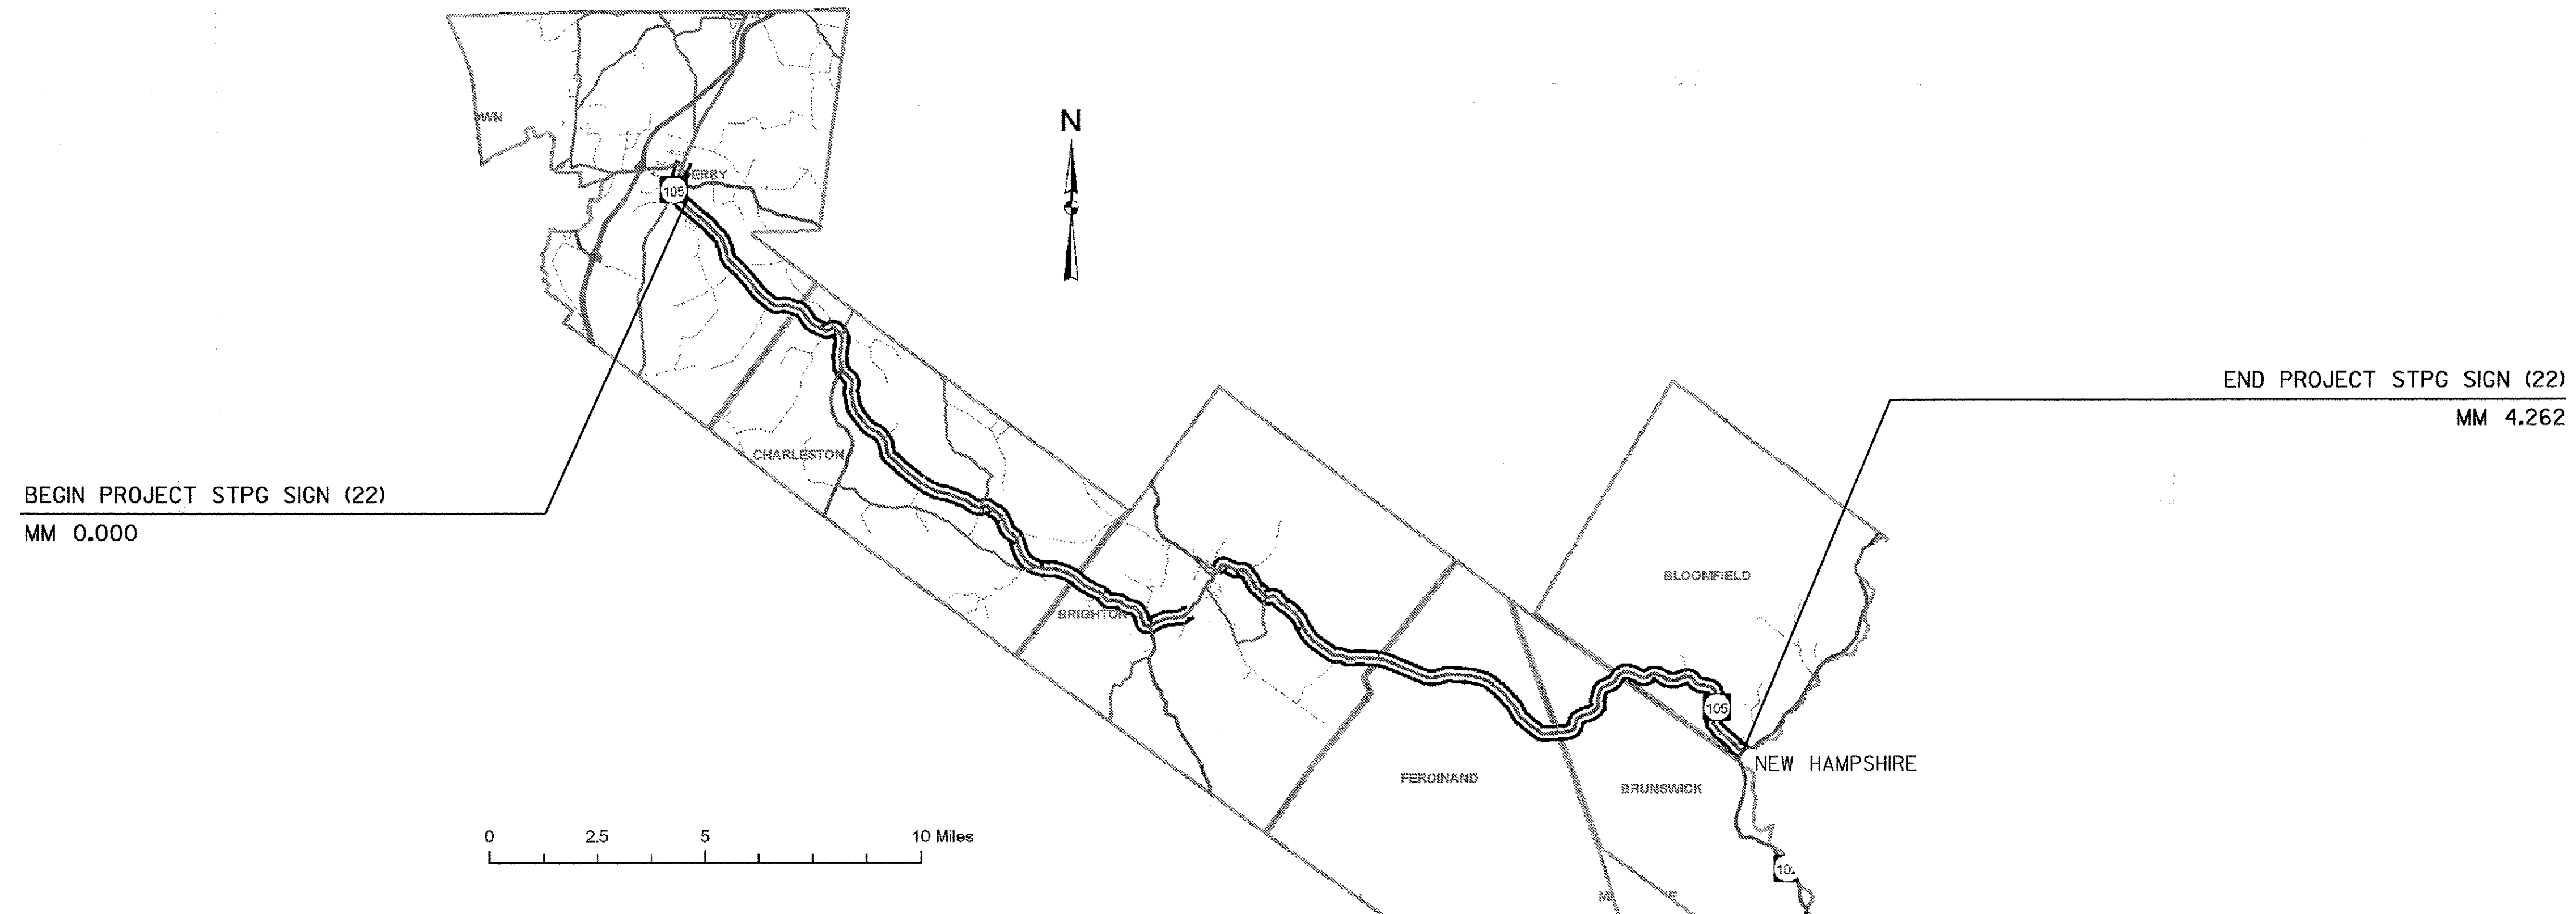 N
105
BEGIN PROJECT STPG SIGN (22)
MM 0.000
END PROJECT STPG SIGN (22)
MM 4.262
CHARLESTON
BRIGHTON
BLOOMFIELD
105
NEW HAMPSHIRE
FERDINAND
BRUNSWICK
0 2.5 5 10 Miles